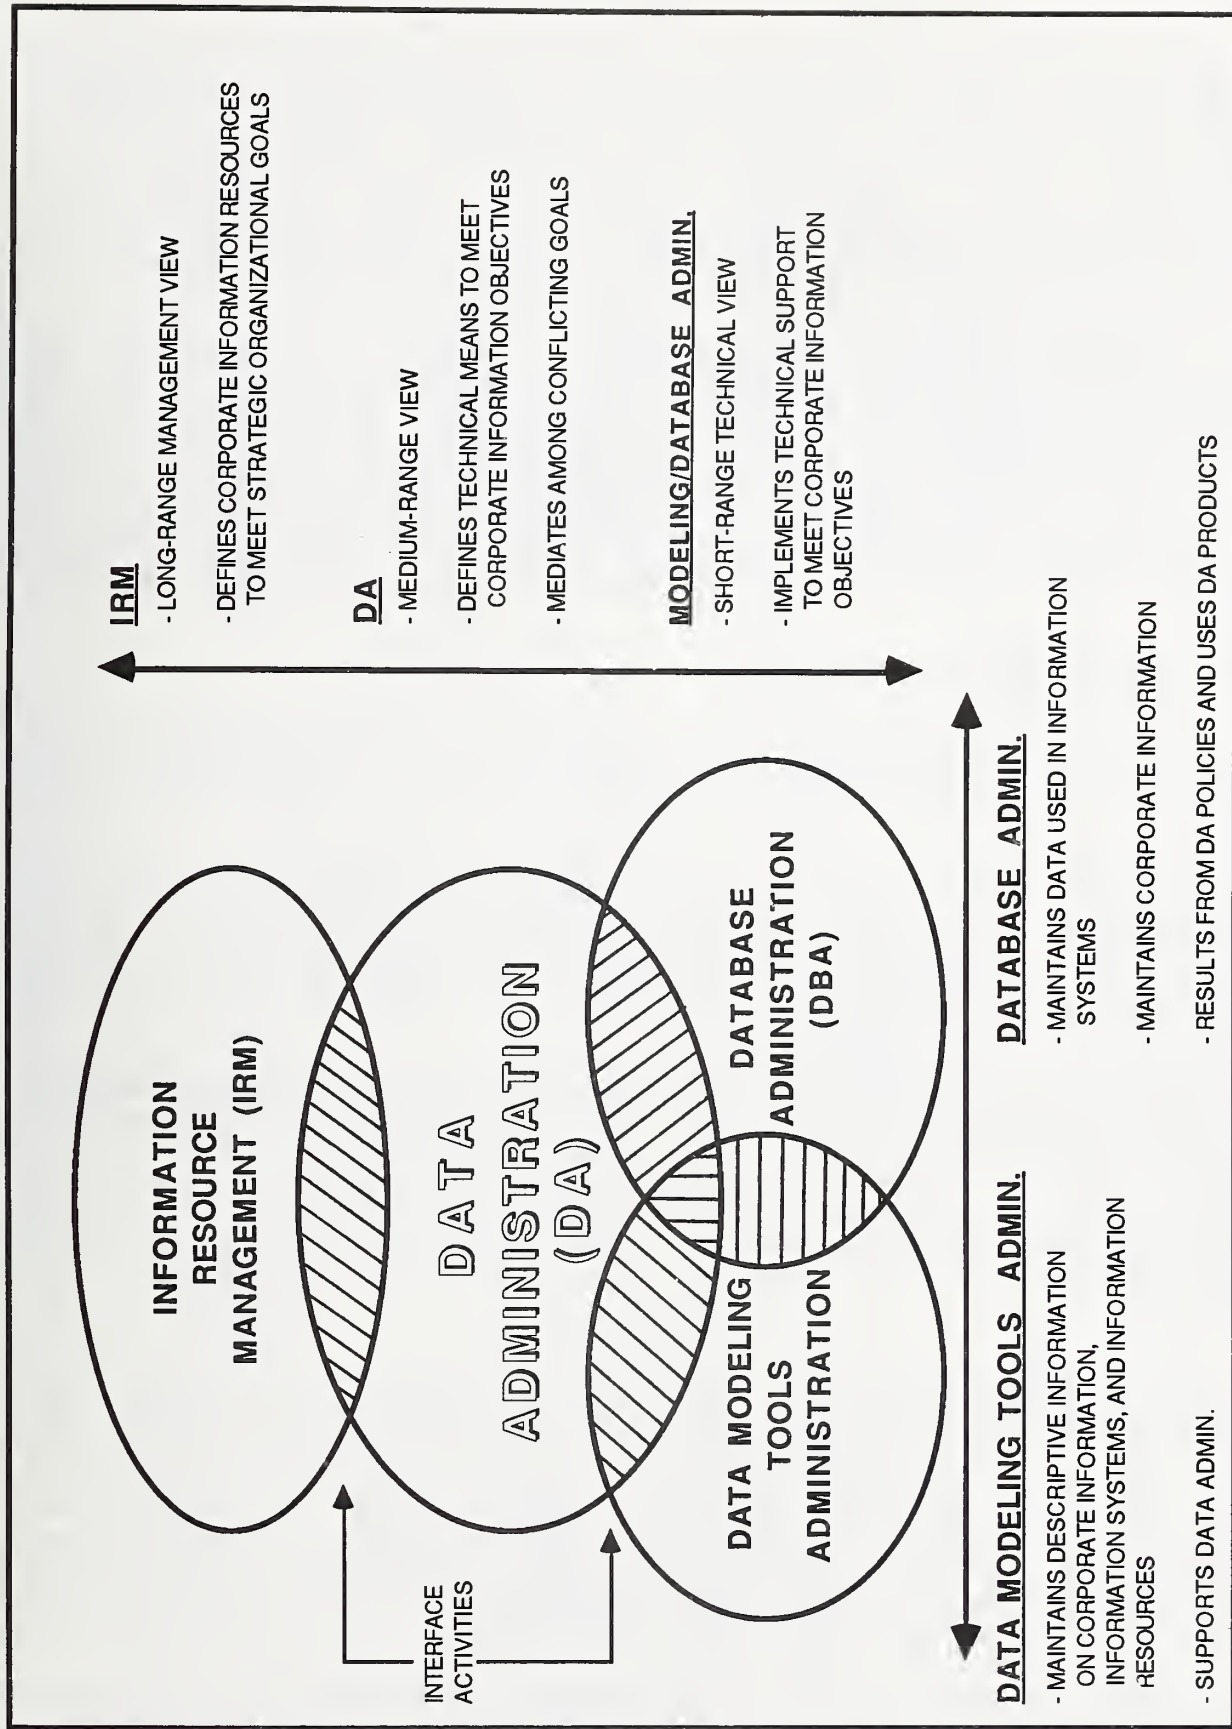 INFORMATION
RESOURCE
MANAGEMENT (IRM)
DATA
ADMINISTRATION
(DA)
DATA MODELING
TOOLS
ADMINISTRATION
DATABASE
ADMINISTRATION
(DBA)
INTERFACE
ACTIVITIES
IRM
- LONG-RANGE MANAGEMENT VIEW
- DEFINES CORPORATE INFORMATION RESOURCES
TO MEET STRATEGIC ORGANIZATIONAL GOALS
DA
- MEDIUM-RANGE VIEW
- DEFINES TECHNICAL MEANS TO MEET
CORPORATE INFORMATION OBJECTIVES
- MEDIATES AMONG CONFLICTING GOALS
MODELING/DATABASE ADMIN.
- SHORT-RANGE TECHNICAL VIEW
- IMPLEMENTS TECHNICAL SUPPORT
TO MEET CORPORATE INFORMATION
OBJECTIVES
DATA MODELING TOOLS ADMIN.
- MAINTAINS DESCRIPTIVE INFORMATION
ON CORPORATE INFORMATION,
INFORMATION SYSTEMS, AND INFORMATION
RESOURCES
- SUPPORTS DATA ADMIN.
DATABASE ADMIN.
- MAINTAINS DATA USED IN INFORMATION
SYSTEMS
- MAINTAINS CORPORATE INFORMATION
- RESULTS FROM DA POLICIES AND USES DA PRODUCTS